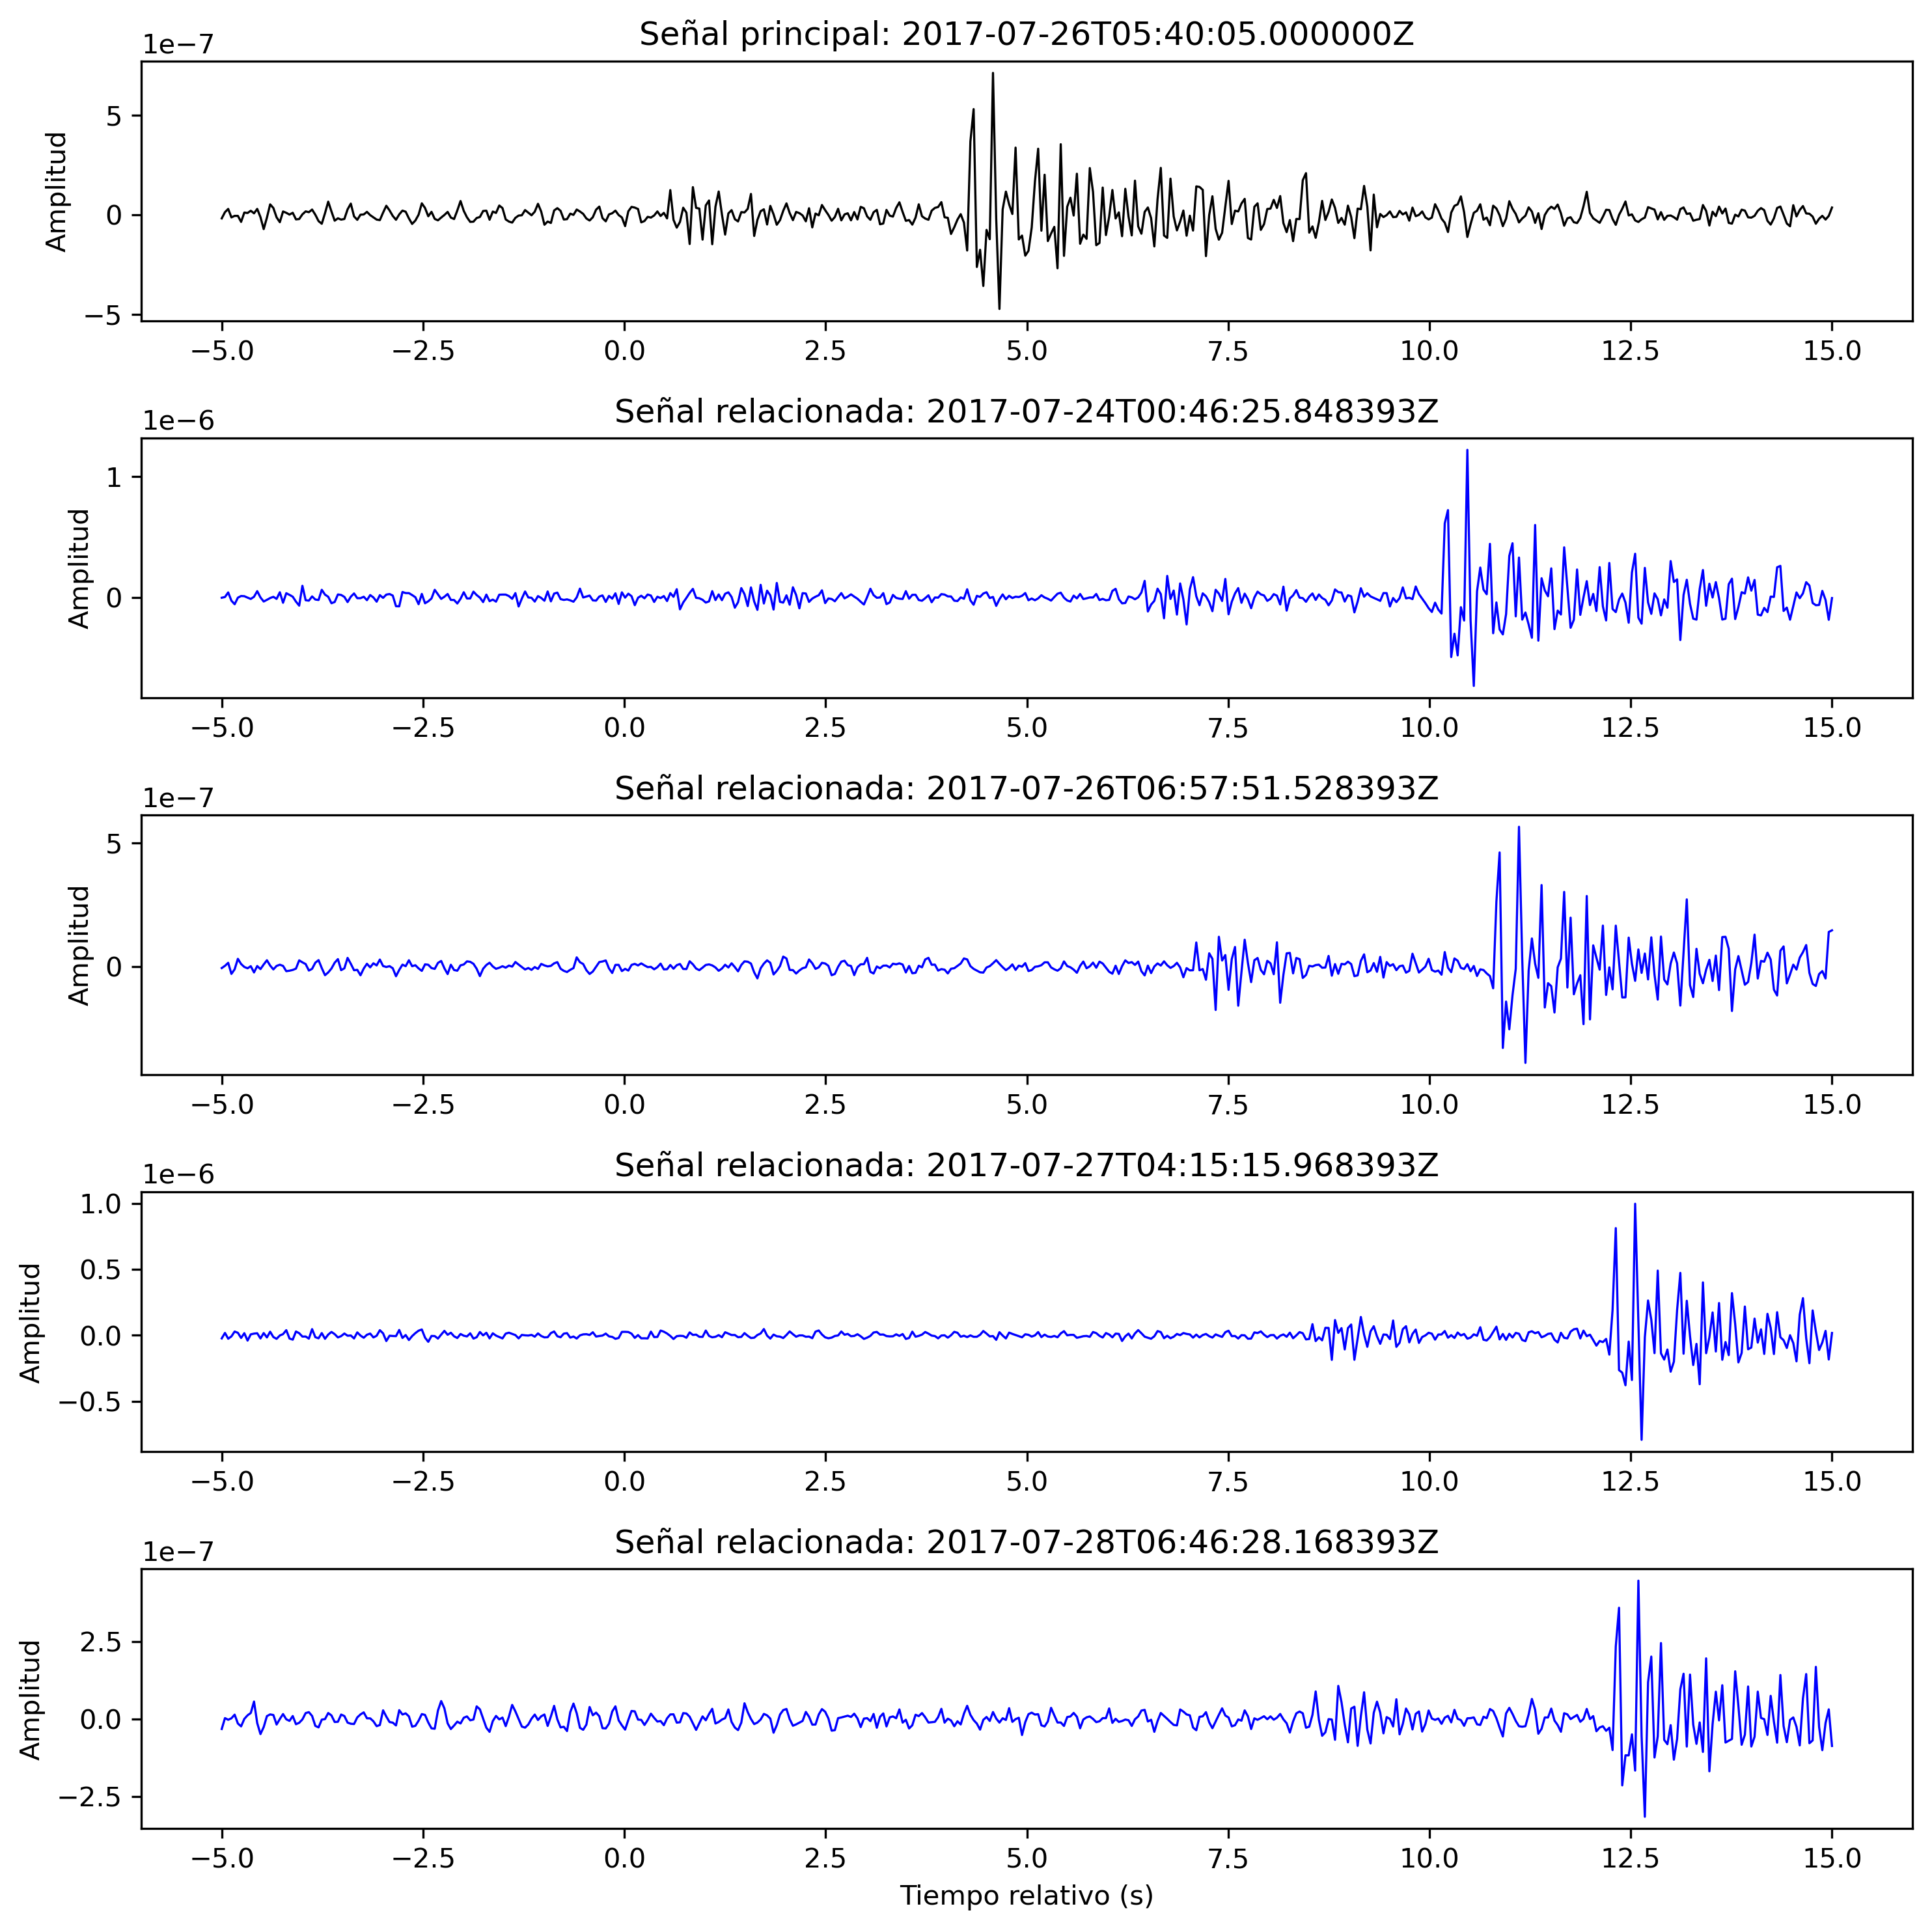 Señal principal: 2017-07-26T05:40:05.000000Z
1e−7
Amplitud
5
0
−5
−5.0 −2.5 0.0 2.5 5.0 7.5 10.0 12.5 15.0
Señal relacionada: 2017-07-24T00:46:25.848393Z
1e−6
Amplitud
1
0
−5.0 −2.5 0.0 2.5 5.0 7.5 10.0 12.5 15.0
Señal relacionada: 2017-07-26T06:57:51.528393Z
1e−7
Amplitud
5
0
−5.0 −2.5 0.0 2.5 5.0 7.5 10.0 12.5 15.0
Señal relacionada: 2017-07-27T04:15:15.968393Z
1e−6
Amplitud
1.0
0.5
0.0
−0.5
−5.0 −2.5 0.0 2.5 5.0 7.5 10.0 12.5 15.0
Señal relacionada: 2017-07-28T06:46:28.168393Z
1e−7
Amplitud
2.5
0.0
−2.5
−5.0 −2.5 0.0 2.5 5.0 7.5 10.0 12.5 15.0
Tiempo relativo (s)